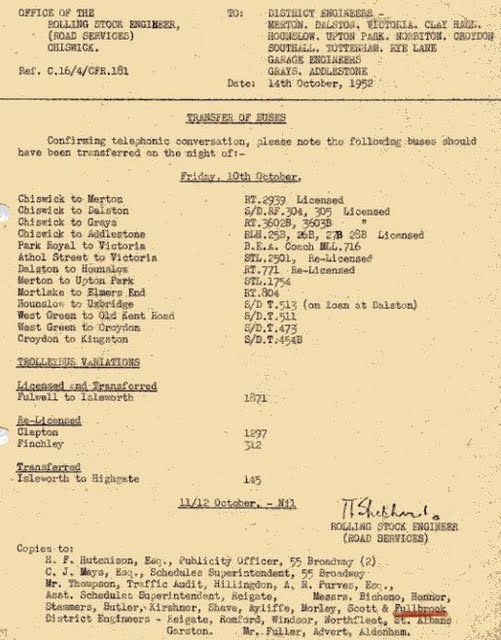 OFFICE OF THE TO: DISTRICT ENGINEERS -
ROLLING STOCK ENGINEER, MERTON. DALSTON. VICTORIA. CLAY HALL.
(ROAD SERVICES) HOUNSLOW. UPTON PARK. NORBITON. CROYDON
CHISWICK. SOUTHALL. TOTTENHAM. RYE LANE
GARAGE ENGINEERS
Ref. C.16/4/CFR.181 GRAYS. ADDLESTONE
Date: 14th October, 1952
TRANSFER OF BUSES
Confirming telephonic conversation, please note the following buses should
have been transferred on the night of:-
Friday, 10th October.
Chiswick to Merton RT.2939 Licensed
Chiswick to Dalston S/D.RF.304, 305 Licensed
Chiswick to Grays RT.3602B, 3603B "
Chiswick to Addlestone RLH.25B, 26B, 27B 28B Licensed
Park Royal to Victoria B.E.A. Coach MLL.716
Athol Street to Victoria STL.2501, Re-Licensed
Dalston to Hounslow RT.771 Re-Licensed
Merton to Upton Park STL.1754
Mortlake to Elmers End RT.804
Hounslow to Uxbridge S/D T.513 (on loan at Dalston)
West Green to Old Kent Road S/D T.511
West Green to Croydon S/D T.473
Croydon to Kingston S/D T.454B
TROLLEYBUS VARIATIONS
Licensed and Transferred
Fulwell to Isleworth 1871
Re-Licensed
Clapton 1297
Finchley 312
Transferred
Isleworth to Highgate 145
11/12 October. - Nil
ROLLING STOCK ENGINEER
(ROAD SERVICES)
Copies to:
H. F. Hutchison, Esq., Publicity Officer, 55 Broadway (2)
C. J. Mays, Esq., Schedules Superintendent, 55 Broadway
Mr. Thompson, Traffic Audit, Hillingdon, A. R. Purves, Esq.,
Asst. Schedules Superintendent, Reigate, Messrs. Bicheno, Honnor,
Stammers, Butler, Kirshner, Shave, Ayliffe, Morley, Scott & Fullbrook
District Engineers - Reigate, Romford, Windsor, Northfleet, St. Albans
Garston. Mr. Fuller, Advert, Aldenham.